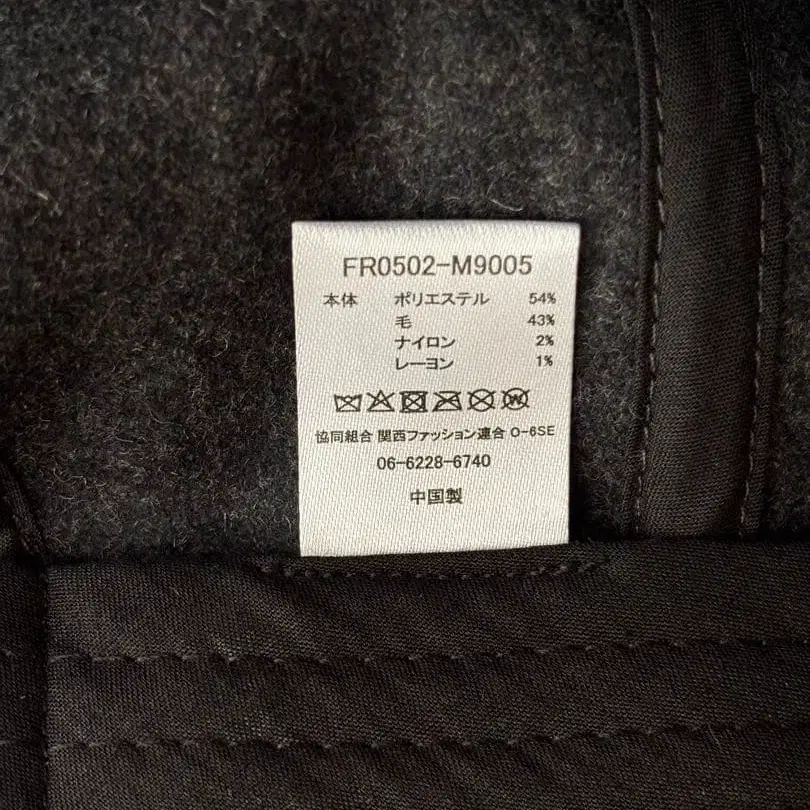 FR0502-M9005
本体 ポリエステル 54%
毛 43%
ナイロン 2%
レーヨン 1%
協同組合 関西ファッション連合 O-6SE
06-6228-6740
中国製